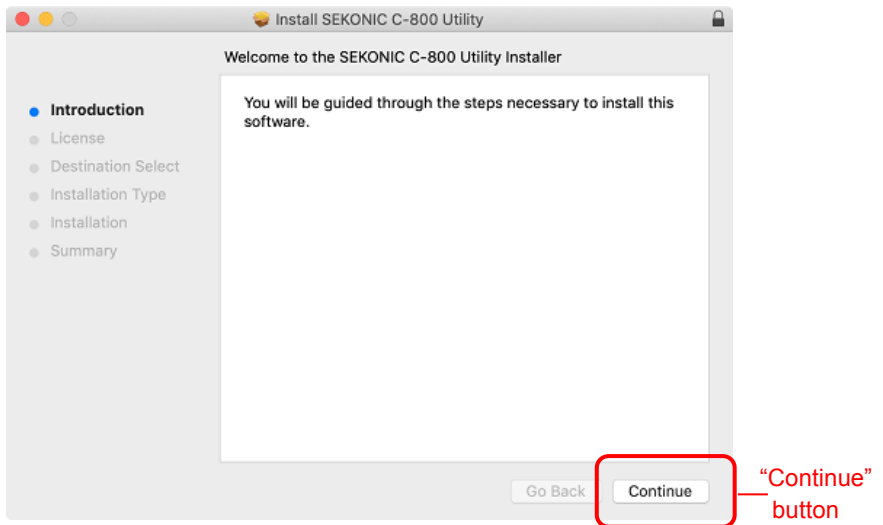 Install SEKONIC C-800 Utility
Welcome to the SEKONIC C-800 Utility Installer
Introduction
License
Destination Select
Installation Type
Installation
Summary
You will be guided through the steps necessary to install this
software.
Go Back
Continue
“Continue”
button